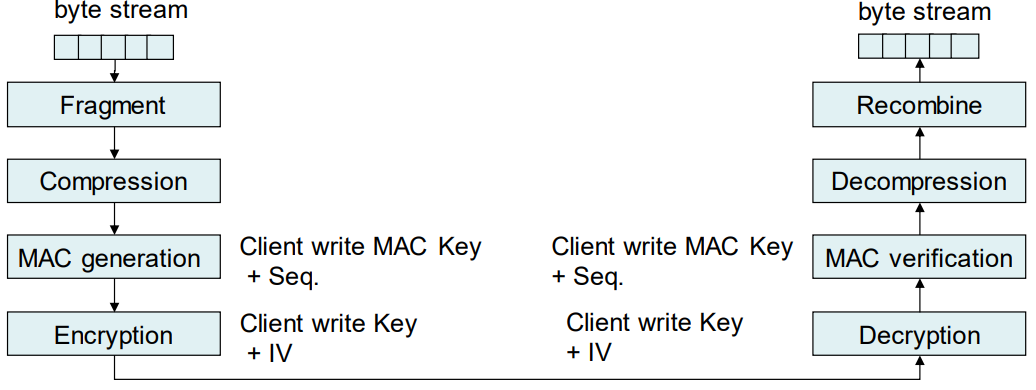 byte stream
byte stream
Fragment
Recombine
Compression
Decompression
MAC generation
Client write MAC Key
+ Seq.
Client write MAC Key
+ Seq.
MAC verification
Encryption
Client write Key
+ IV
Client write Key
+ IV
Decryption